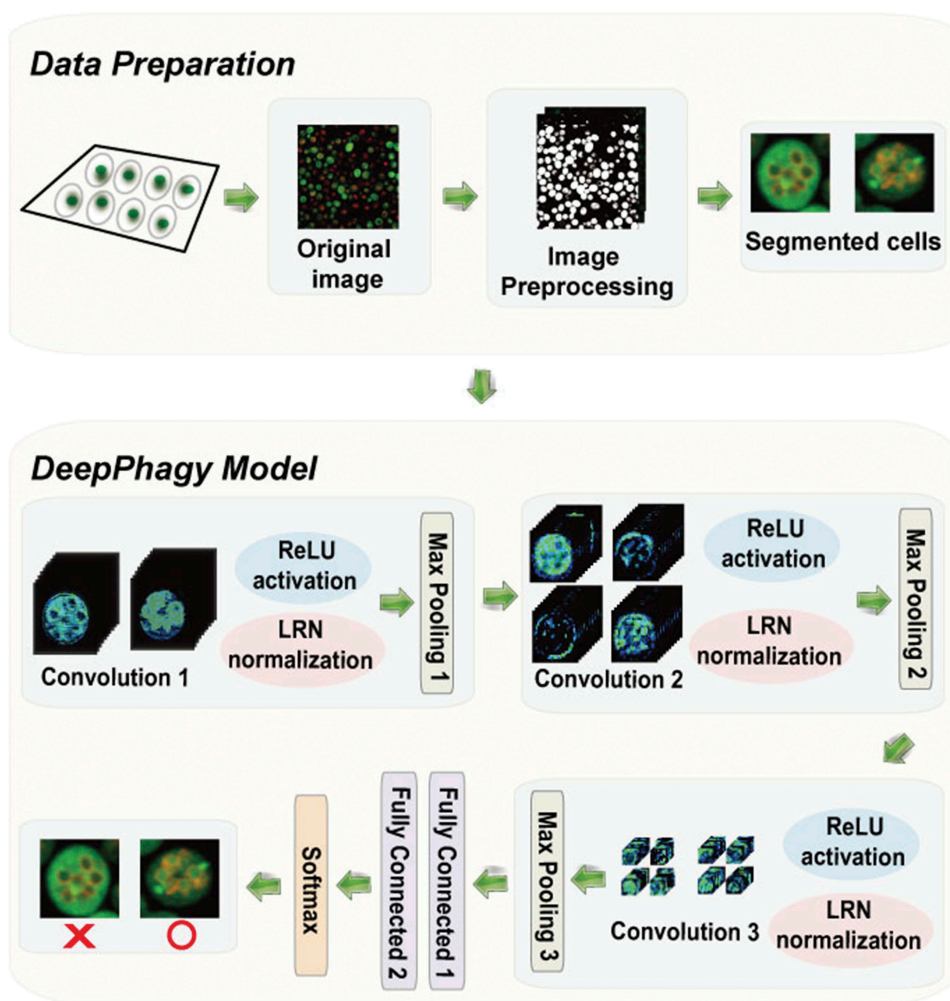 Data Preparation
Original
image
Image
Preprocessing
Segmented cells
DeepPhagy Model
Convolution 1
ReLU
activation
LRN
normalization
Max Pooling 1
Convolution 2
ReLU
activation
LRN
normalization
Max Pooling 2
ReLU
activation
LRN
normalization
Convolution 3
Max Pooling 3
Fully Connected 1
Fully Connected 2
Softmax
X
O